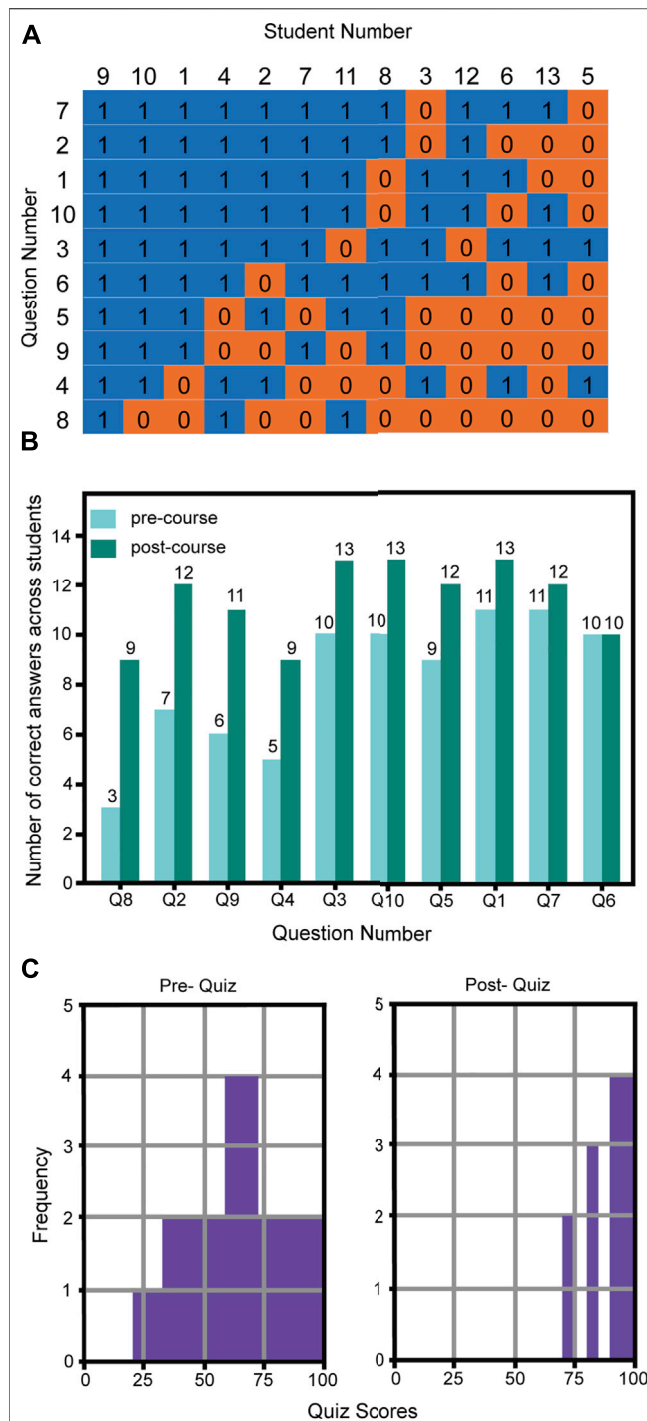 A
Student Number
9 10 1 4 2 7 11 8 3 12 6 13 5
Question Number
7 1 1 1 1 1 1 1 1 0 1 1 1 0
2 1 1 1 1 1 1 1 1 0 1 0 0 0
1 1 1 1 1 1 1 1 0 1 1 1 0 0
10 1 1 1 1 1 1 1 0 1 1 0 1 0
3 1 1 1 1 1 1 0 1 1 0 1 1 1
6 1 1 1 1 0 1 1 1 1 1 0 1 0
5 1 1 1 0 1 0 1 1 0 0 0 0 0
9 1 1 1 0 0 1 0 1 0 0 0 0 0
4 1 1 0 1 1 0 0 0 1 0 1 0 1
8 1 0 0 1 0 0 1 0 0 0 0 0 0
B
Number of correct answers across students
14
12
10
8
6
4
2
0
pre-course
post-course
3 9 7 12 6 11 5 9 10 13 10 13 9 12 11 13 11 12 10 10
Q8 Q2 Q9 Q4 Q3 Q10 Q5 Q1 Q7 Q6
Question Number
C
Pre- Quiz
Frequency
5
4
3
2
1
0
0 25 50 75 100
Post- Quiz
5
4
3
2
1
0
0 25 50 75 100
Quiz Scores